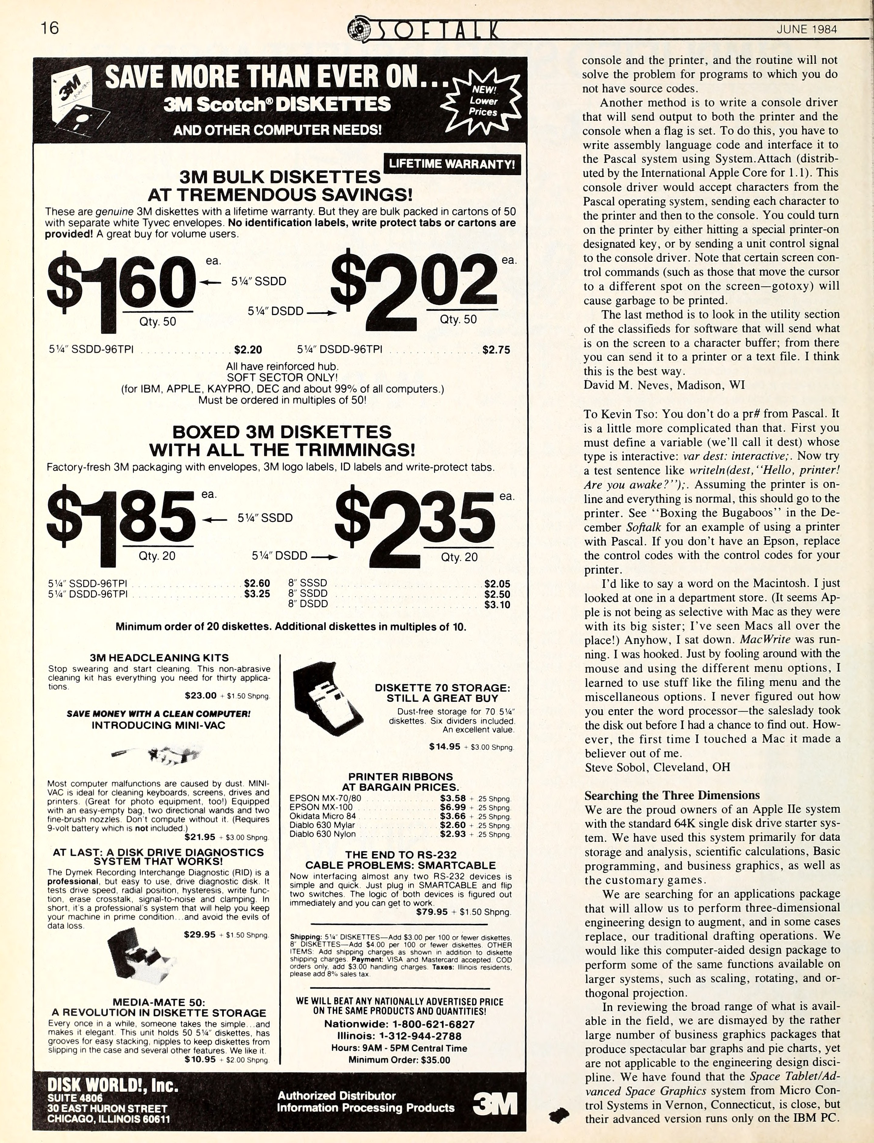 16
SOFTALK
JUNE 1984
SAVE MORE THAN EVER ON...
3M Scotch® DISKETTES
AND OTHER COMPUTER NEEDS!
NEW!
Lower
Prices
3M
LIFETIME WARRANTY!
3M BULK DISKETTES
AT TREMENDOUS SAVINGS!
These are genuine 3M diskettes with a lifetime warranty. But they are bulk packed in cartons of 50
with separate white Tyvec envelopes. No identification labels, write protect tabs or cartons are
provided! A great buy for volume users.
$1.60 ea.
Qty. 50
5¼" SSDD
5¼" DSDD
$2.02 ea.
Qty. 50
5¼" SSDD-96TPI . . . . . . . . . . . $2.20 5¼" DSDD-96TPI . . . . . . . . . . . $2.75
All have reinforced hub.
SOFT SECTOR ONLY!
(for IBM, APPLE, KAYPRO, DEC and about 99% of all computers.)
Must be ordered in multiples of 50!
BOXED 3M DISKETTES
WITH ALL THE TRIMMINGS!
Factory-fresh 3M packaging with envelopes, 3M logo labels, ID labels and write-protect tabs.
$1.85 ea.
Qty. 20
5¼" SSDD
5¼" DSDD
$2.35 ea.
Qty. 20
5¼" SSDD-96TPI . . . . . . . . . . . $2.60
5¼" DSDD-96TPI . . . . . . . . . . . $3.25
8" SSSD . . . . . . . . . . . $2.05
8" SSDD . . . . . . . . . . . $2.50
8" DSDD . . . . . . . . . . . $3.10
Minimum order of 20 diskettes. Additional diskettes in multiples of 10.
3M HEADCLEANING KITS
Stop swearing and start cleaning. This non-abrasive
cleaning kit has everything you need for thirty applica-
tions.
$23.00 + $1.50 Shpng.
SAVE MONEY WITH A CLEAN COMPUTER!
INTRODUCING MINI-VAC
Most computer malfunctions are caused by dust. MINI-
VAC is ideal for cleaning keyboards, screens, drives and
printers. (Great for photo equipment, too!) Equipped
with an easy-empty bag, two directional wands and two
fine-brush nozzles. Don't compute without it. (Requires
9-volt battery which is not included.)
$21.95 + $3.00 Shpng.
AT LAST: A DISK DRIVE DIAGNOSTICS
SYSTEM THAT WORKS!
The Dymek Recording Interchange Diagnostic (RID) is a
professional, but easy to use, drive diagnostic disk. It
tests drive speed, radial position, hysteresis, write func-
tion, erase crosstalk, signal-to-noise and clamping. In
short, it's a professional's system that will help you keep
your machine in prime condition...and avoid the evils of
data loss.
$29.95 + $1.50 Shpng.
MEDIA-MATE 50:
A REVOLUTION IN DISKETTE STORAGE
Every once in a while, someone takes the simple...and
makes it elegant. This unit holds 50 5¼" diskettes, has
grooves for easy stacking, nipples to keep diskettes from
slipping in the case and several other features. We like it.
$10.95 + $2.00 Shpng.
DISKETTE 70 STORAGE:
STILL A GREAT BUY
Dust-free storage for 70 5¼"
diskettes. Six dividers included.
An excellent value.
$14.95 + $3.00 Shpng.
PRINTER RIBBONS
AT BARGAIN PRICES.
EPSON MX-70/80 $3.58 + .25 Shpng.
EPSON MX-100 $6.99 + .25 Shpng.
Okidata Micro 84 $3.66 + .25 Shpng.
Diablo 630 Mylar $2.60 + .25 Shpng.
Diablo 630 Nylon $2.93 + .25 Shpng.
THE END TO RS-232
CABLE PROBLEMS: SMARTCABLE
Now interfacing almost any two RS-232 devices is
simple and quick. Just plug in SMARTCABLE and flip
two switches. The logic of both devices is figured out
immediately and you can get to work.
$79.95 + $1.50 Shpng.
Shipping: 5¼" DISKETTES—Add $3.00 per 100 or fewer diskettes.
8" DISKETTES—Add $4.00 per 100 or fewer diskettes. OTHER
ITEMS: Add shipping charges as shown in addition to diskette
shipping charges. Payment: VISA and Mastercard accepted. COD
orders only, add $3.00 handling charges. Taxes: Illinois residents,
please add 8% sales tax.
WE WILL BEAT ANY NATIONALLY ADVERTISED PRICE
ON THE SAME PRODUCTS AND QUANTITIES!
Nationwide: 1-800-621-6827
Illinois: 1-312-944-2788
Hours: 9AM - 5PM Central Time
Minimum Order: $35.00
DISK WORLD!, Inc.
SUITE 4806
30 EAST HURON STREET
CHICAGO, ILLINOIS 60611
Authorized Distributor
Information Processing Products
3M
console and the printer, and the routine will not
solve the problem for programs to which you do
not have source codes.
Another method is to write a console driver
that will send output to both the printer and the
console when a flag is set. To do this, you have to
write assembly language code and interface it to
the Pascal system using System.Attach (distrib-
uted by the International Apple Core for 1.1). This
console driver would accept characters from the
Pascal operating system, sending each character to
the printer and then to the console. You could turn
on the printer by either hitting a special printer-on
designated key, or by sending a unit control signal
to the console driver. Note that certain screen con-
trol commands (such as those that move the cursor
to a different spot on the screen—gotoxy) will
cause garbage to be printed.
The last method is to look in the utility section
of the classifieds for software that will send what
is on the screen to a character buffer; from there
you can send it to a printer or a text file. I think
this is the best way.
David M. Neves, Madison, WI
To Kevin Tso: You don't do a pr# from Pascal. It
is a little more complicated than that. First you
must define a variable (we'll call it dest) whose
type is interactive: var dest: interactive;. Now try
a test sentence like writeln(dest,''Hello, printer!
Are you awake?'');. Assuming the printer is on-
line and everything is normal, this should go to the
printer. See ''Boxing the Bugaboos'' in the De-
cember Softalk for an example of using a printer
with Pascal. If you don't have an Epson, replace
the control codes with the control codes for your
printer.
I'd like to say a word on the Macintosh. I just
looked at one in a department store. (It seems Ap-
ple is not being as selective with Mac as they were
with its big sister; I've seen Macs all over the
place!) Anyhow, I sat down. MacWrite was run-
ning. I was hooked. Just by fooling around with the
mouse and using the different menu options, I
learned to use stuff like the filing menu and the
miscellaneous options. I never figured out how
you enter the word processor—the saleslady took
the disk out before I had a chance to find out. How-
ever, the first time I touched a Mac it made a
believer out of me.
Steve Sobol, Cleveland, OH
Searching the Three Dimensions
We are the proud owners of an Apple IIe system
with the standard 64K single disk drive starter sys-
tem. We have used this system primarily for data
storage and analysis, scientific calculations, Basic
programming, and business graphics, as well as
the customary games.
We are searching for an applications package
that will allow us to perform three-dimensional
engineering design to augment, and in some cases
replace, our traditional drafting operations. We
would like this computer-aided design package to
perform some of the same functions available on
larger systems, such as scaling, rotating, and or-
thogonal projection.
In reviewing the broad range of what is avail-
able in the field, we are dismayed by the rather
large number of business graphics packages that
produce spectacular bar graphs and pie charts, yet
are not applicable to the engineering design disci-
pline. We have found that the Space Tablet/Ad-
vanced Space Graphics system from Micro Con-
trol Systems in Vernon, Connecticut, is close, but
their advanced version runs only on the IBM PC.